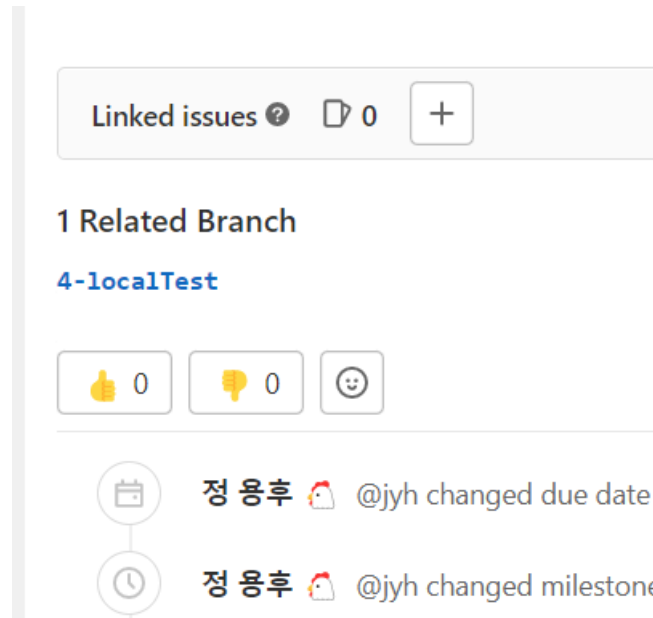 Linked issues ? 0 +
1 Related Branch
4-localTest
👍 0 👎 0
정 용후 🐔 @jyh changed due date
정 용후 🐔 @jyh changed milestone